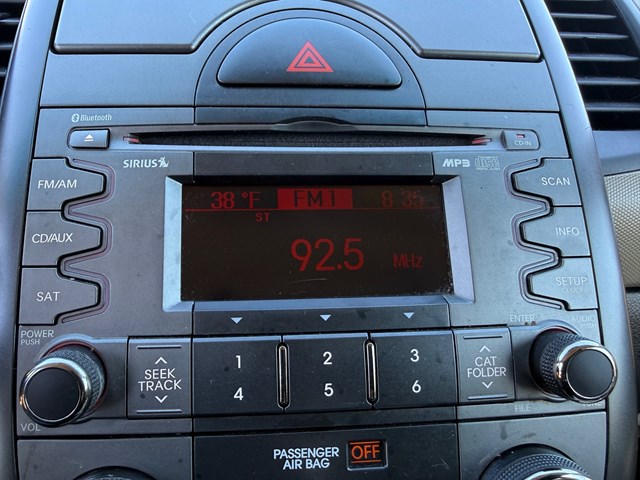 Bluetooth
SIRIUS
MP3
CD-IN
FM/AM
SCAN
38 °F FM1 8:35
ST
92.5 MHz
CD/AUX
INFO
SAT
SETUP
CLOCK
POWER
PUSH
ENTER
AUDIO
SEEK
TRACK
1 2 3
4 5 6
CAT
FOLDER
VOL
FILE
PASSENGER
AIR BAG
OFF